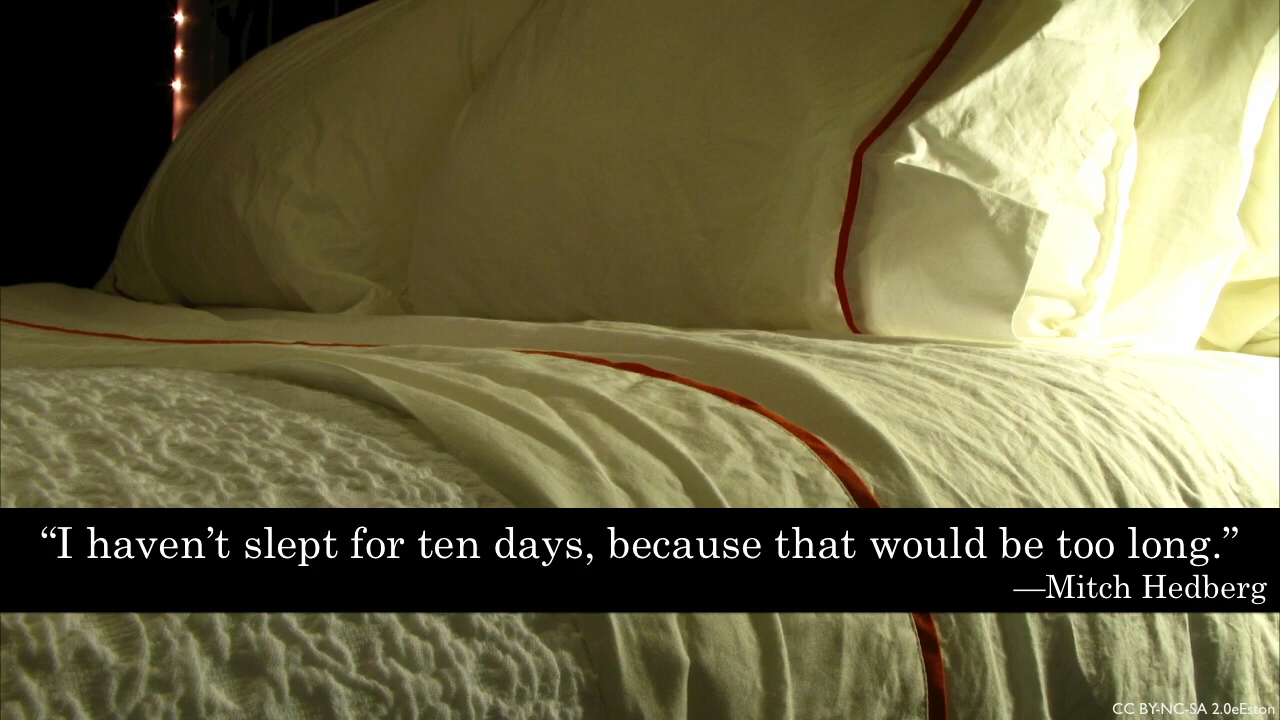 “I haven’t slept for ten days, because that would be too long.”
—Mitch Hedberg
CC BY-NC-SA 2.0eEston